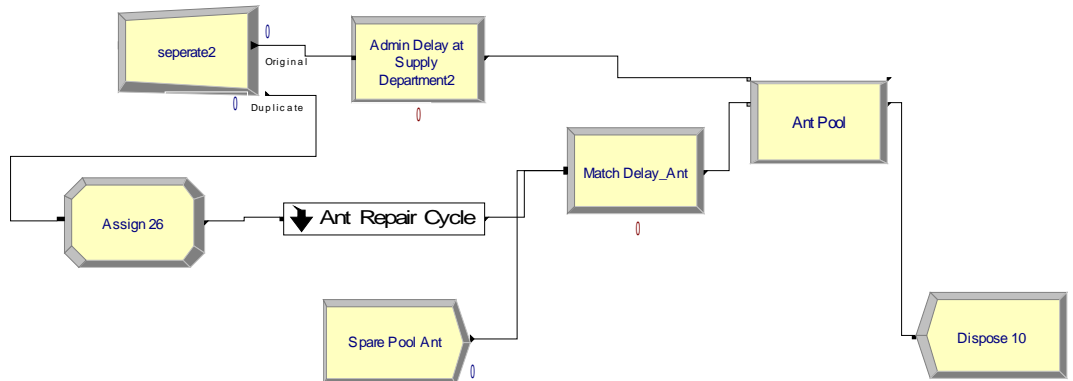 0
seperate2
Original
0
Duplicate
Admin Delay at
Supply
Department2
0
Ant Pool
Match Delay_Ant
0
Assign 26
Ant Repair Cycle
Spare Pool Ant
0
Dispose 10